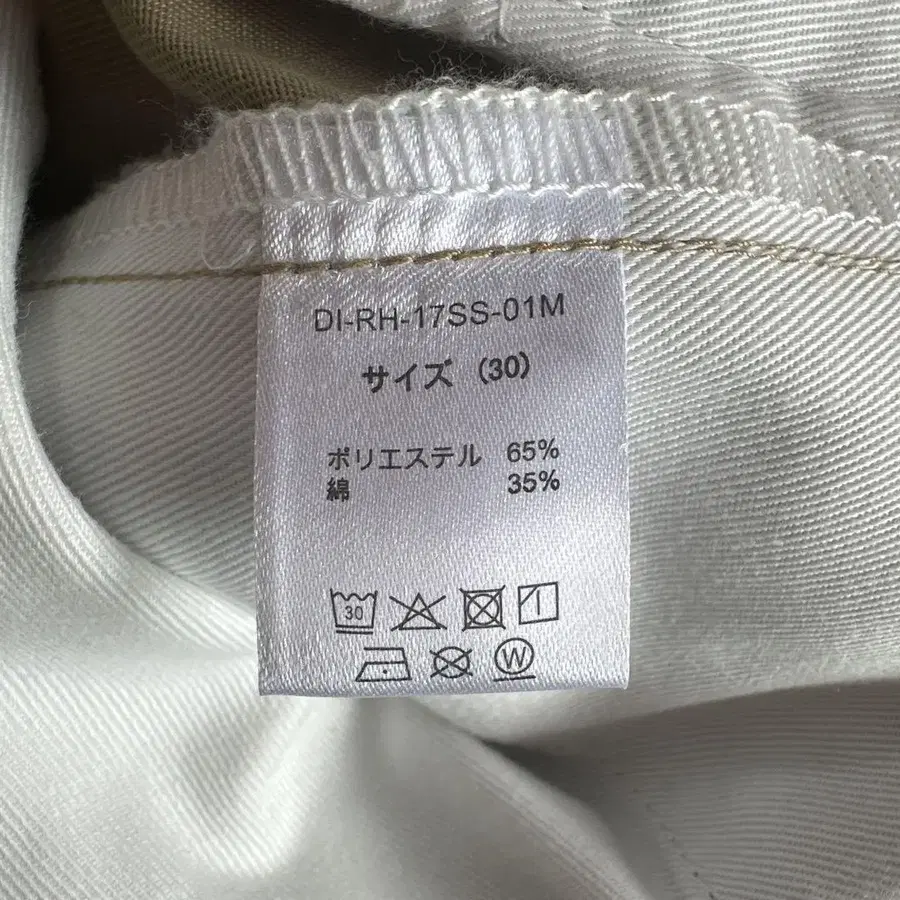 DI-RH-17SS-01M
サイズ (30)
ポリエステル 65%
綿 35%
30
W